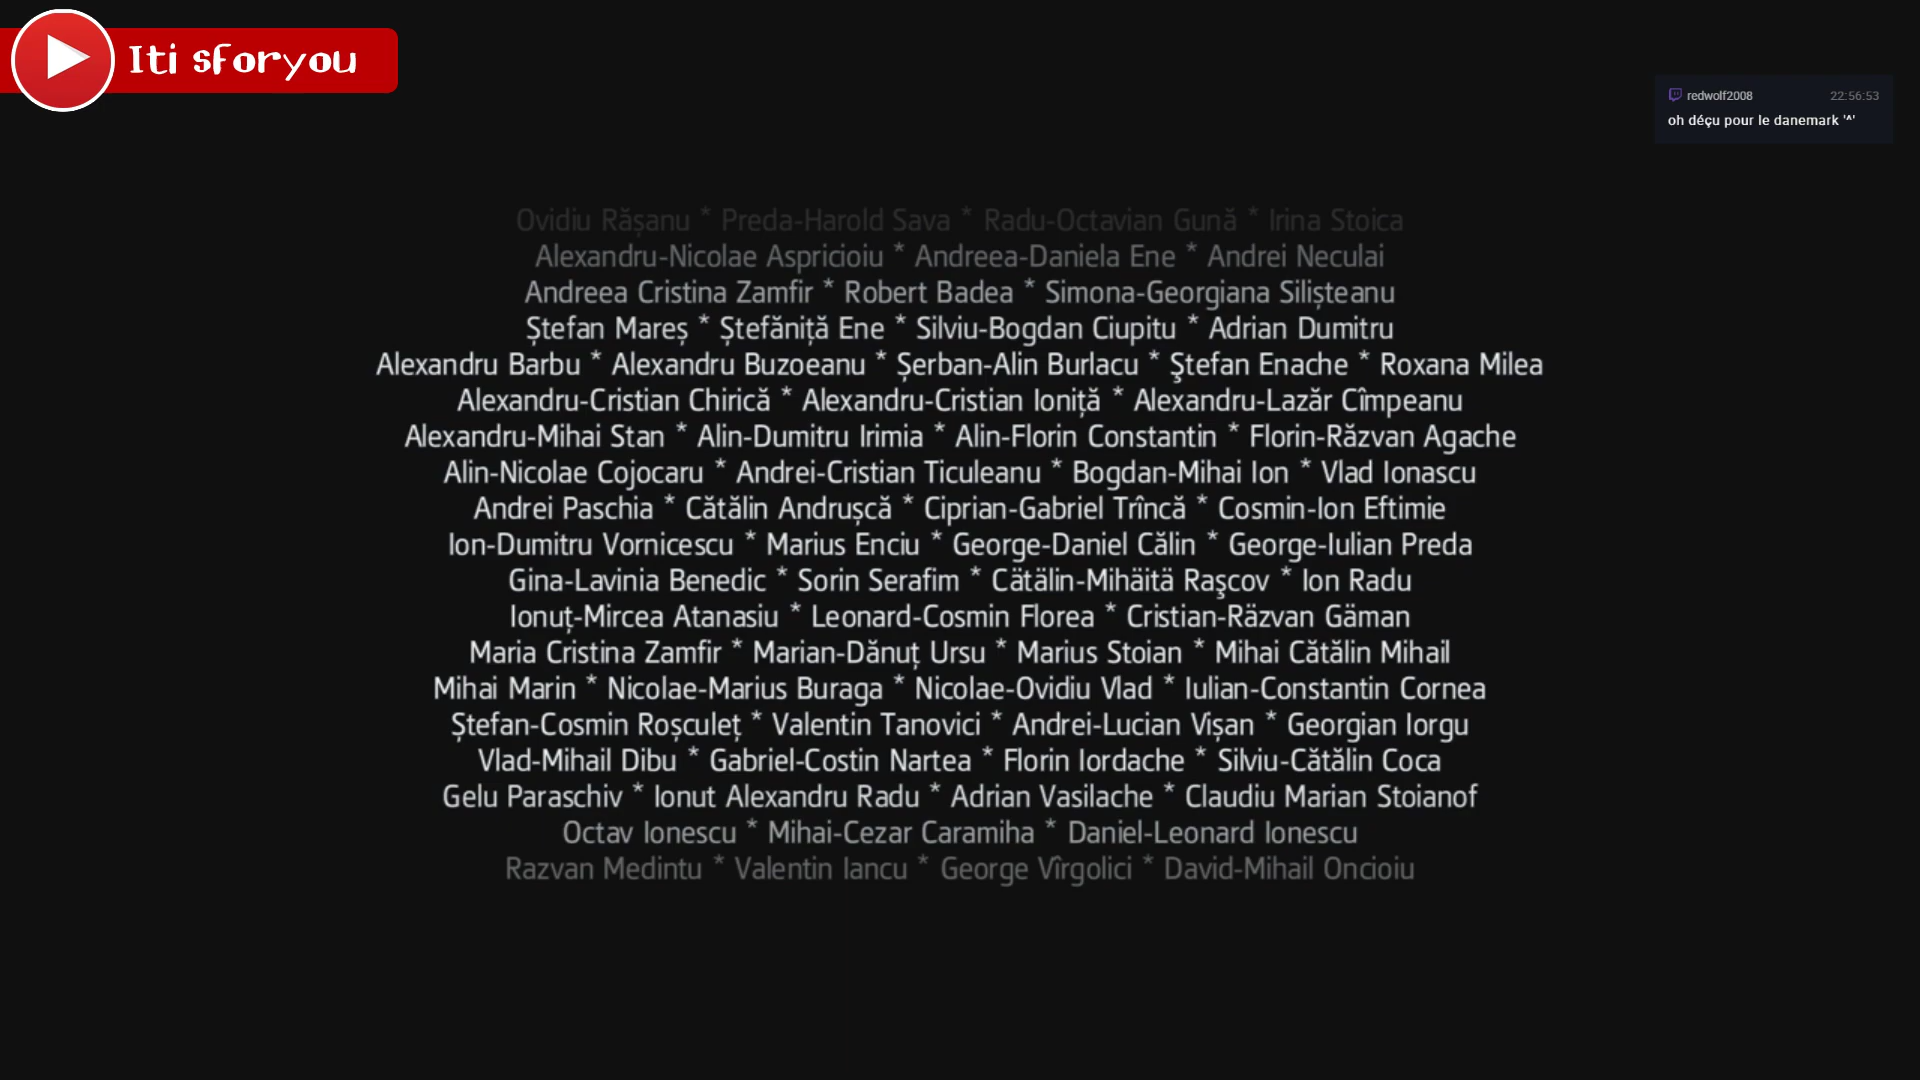 Iti sforyou
redwolf2008 22:56:53
oh déçu pour le danemark '^'
Ovidiu Rășanu * Preda-Harold Sava * Radu-Octavian Gună * Irina Stoica
Alexandru-Nicolae Aspricioiu * Andreea-Daniela Ene * Andrei Neculai
Andreea Cristina Zamfir * Robert Badea * Simona-Georgiana Silișteanu
Ștefan Mareș * Ștefăniță Ene * Silviu-Bogdan Ciupitu * Adrian Dumitru
Alexandru Barbu * Alexandru Buzoeanu * Șerban-Alin Burlacu * Ştefan Enache * Roxana Milea
Alexandru-Cristian Chirică * Alexandru-Cristian Ioniță * Alexandru-Lazăr Cîmpeanu
Alexandru-Mihai Stan * Alin-Dumitru Irimia * Alin-Florin Constantin * Florin-Răzvan Agache
Alin-Nicolae Cojocaru * Andrei-Cristian Ticuleanu * Bogdan-Mihai Ion * Vlad Ionascu
Andrei Paschia * Cătălin Andrușcă * Ciprian-Gabriel Trîncă * Cosmin-Ion Eftimie
Ion-Dumitru Vornicescu * Marius Enciu * George-Daniel Călin * George-Iulian Preda
Gina-Lavinia Benedic * Sorin Serafim * Cätälin-Mihäitä Raşcov * Ion Radu
Ionuț-Mircea Atanasiu * Leonard-Cosmin Florea * Cristian-Räzvan Gäman
Maria Cristina Zamfir * Marian-Dănuț Ursu * Marius Stoian * Mihai Cătălin Mihail
Mihai Marin * Nicolae-Marius Buraga * Nicolae-Ovidiu Vlad * Iulian-Constantin Cornea
Ștefan-Cosmin Roșculeț * Valentin Tanovici * Andrei-Lucian Vișan * Georgian Iorgu
Vlad-Mihail Dibu * Gabriel-Costin Nartea * Florin Iordache * Silviu-Cătălin Coca
Gelu Paraschiv * Ionut Alexandru Radu * Adrian Vasilache * Claudiu Marian Stoianof
Octav Ionescu * Mihai-Cezar Caramiha * Daniel-Leonard Ionescu
Razvan Medintu * Valentin Iancu * George Vîrgolici * David-Mihail Oncioiu